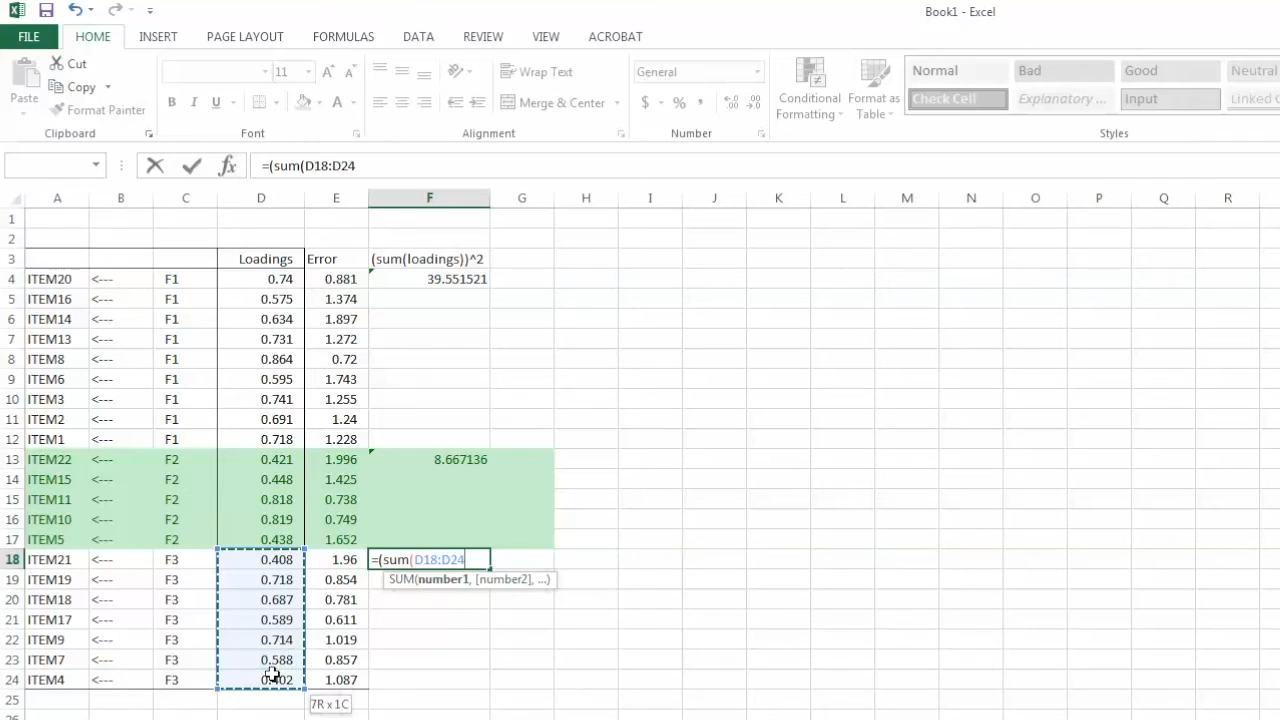 Book1 - Excel
FILE HOME INSERT PAGE LAYOUT FORMULAS DATA REVIEW VIEW ACROBAT
Cut
Copy
Format Painter
Paste
11
Wrap Text
Merge & Center
General
$ % ,
Conditional Formatting
Format as Table
Normal Bad Good Neutral
Check Cell Explanatory ... Input Linked C
Clipboard Font Alignment Number Styles
fx =(sum(D18:D24
A B C D E F G H I J K L M N O P Q R
1
2
3 Loadings Error (sum(loadings))^2
4 ITEM20 <--- F1 0.74 0.881 39.551521
5 ITEM16 <--- F1 0.575 1.374
6 ITEM14 <--- F1 0.634 1.897
7 ITEM13 <--- F1 0.731 1.272
8 ITEM8 <--- F1 0.864 0.72
9 ITEM6 <--- F1 0.595 1.743
10 ITEM3 <--- F1 0.741 1.255
11 ITEM2 <--- F1 0.691 1.24
12 ITEM1 <--- F1 0.718 1.228
13 ITEM22 <--- F2 0.421 1.996 8.667136
14 ITEM15 <--- F2 0.448 1.425
15 ITEM11 <--- F2 0.818 0.738
16 ITEM10 <--- F2 0.819 0.749
17 ITEM5 <--- F2 0.438 1.652
18 ITEM21 <--- F3 0.408 1.96 =(sum(D18:D24
19 ITEM19 <--- F3 0.718 0.854 SUM(number1, [number2], ...)
20 ITEM18 <--- F3 0.687 0.781
21 ITEM17 <--- F3 0.589 0.611
22 ITEM9 <--- F3 0.714 1.019
23 ITEM7 <--- F3 0.588 0.857
24 ITEM4 <--- F3 1.087
25 7R x 1C